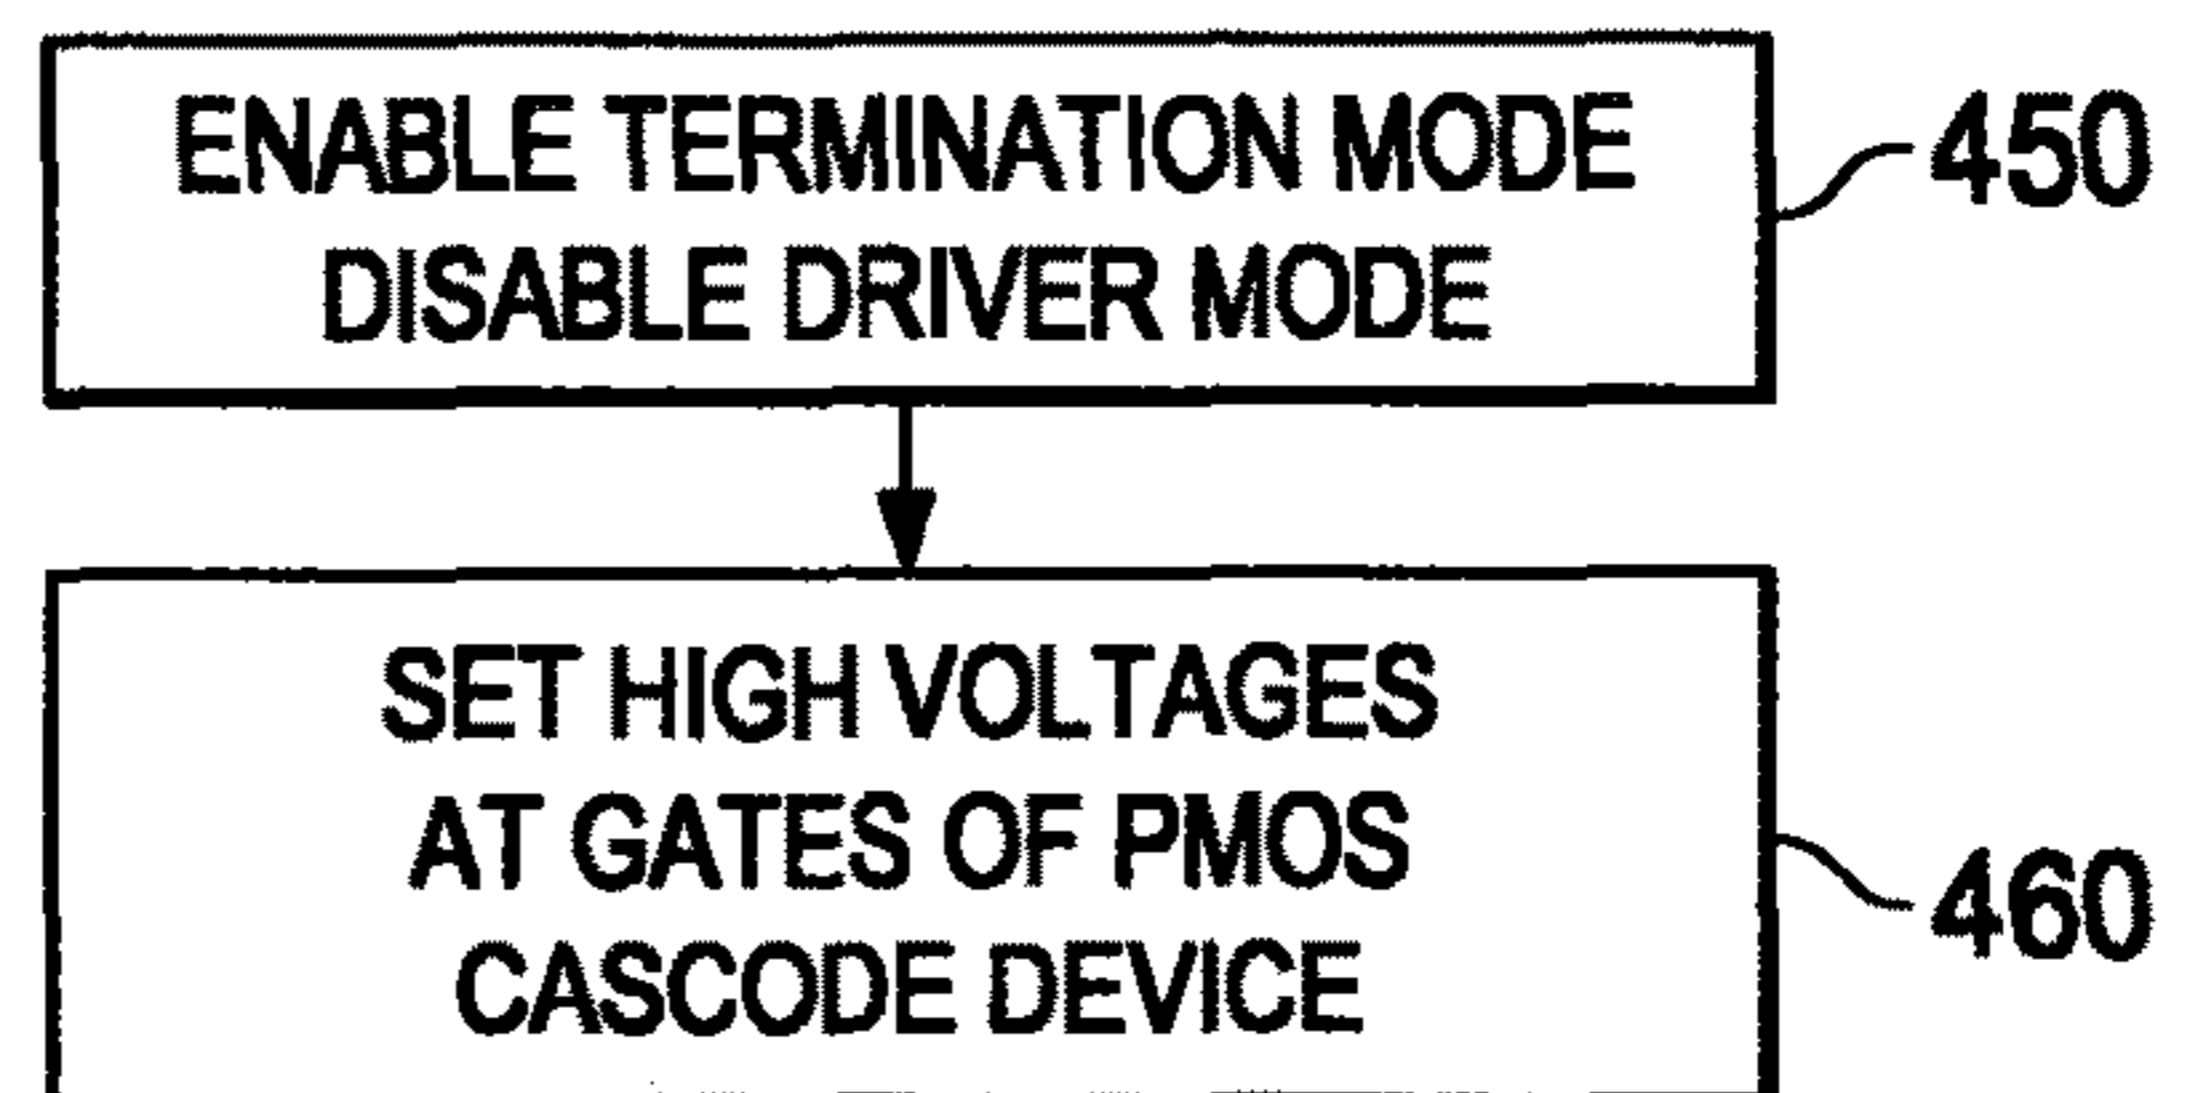 ENABLE TERMINATION MODE
DISABLE DRIVER MODE
450
SET HIGH VOLTAGES
AT GATES OF PMOS
CASCODE DEVICE
460